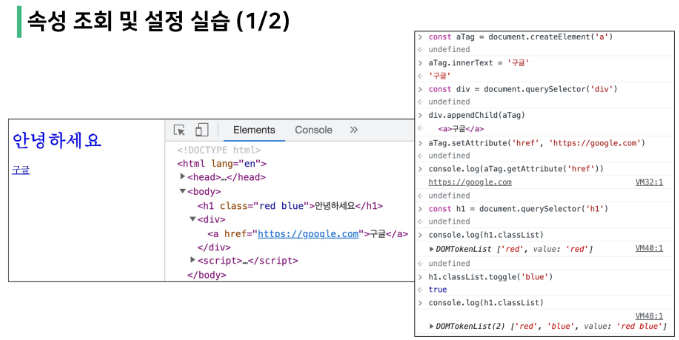 속성 조회 및 설정 실습 (1/2)
안녕하세요
구글
Elements Console »
<!DOCTYPE html>
<html lang="en">
<head>…</head>
<body>
<h1 class="red blue">안녕하세요</h1>
<div>
<a href="https://google.com">구글</a>
</div>
<script>…</script>
</body>
> const aTag = document.createElement('a')
undefined
> aTag.innerText = '구글'
'구글'
> const div = document.querySelector('div')
undefined
> div.appendChild(aTag)
<a>구글</a>
> aTag.setAttribute('href', 'https://google.com')
undefined
> console.log(aTag.getAttribute('href'))
https://google.com VM32:1
undefined
> const h1 = document.querySelector('h1')
undefined
> console.log(h1.classList)
DOMTokenList ['red', value: 'red'] VM40:1
undefined
> h1.classList.toggle('blue')
true
> console.log(h1.classList)
VM48:1
DOMTokenList(2) ['red', 'blue', value: 'red blue']